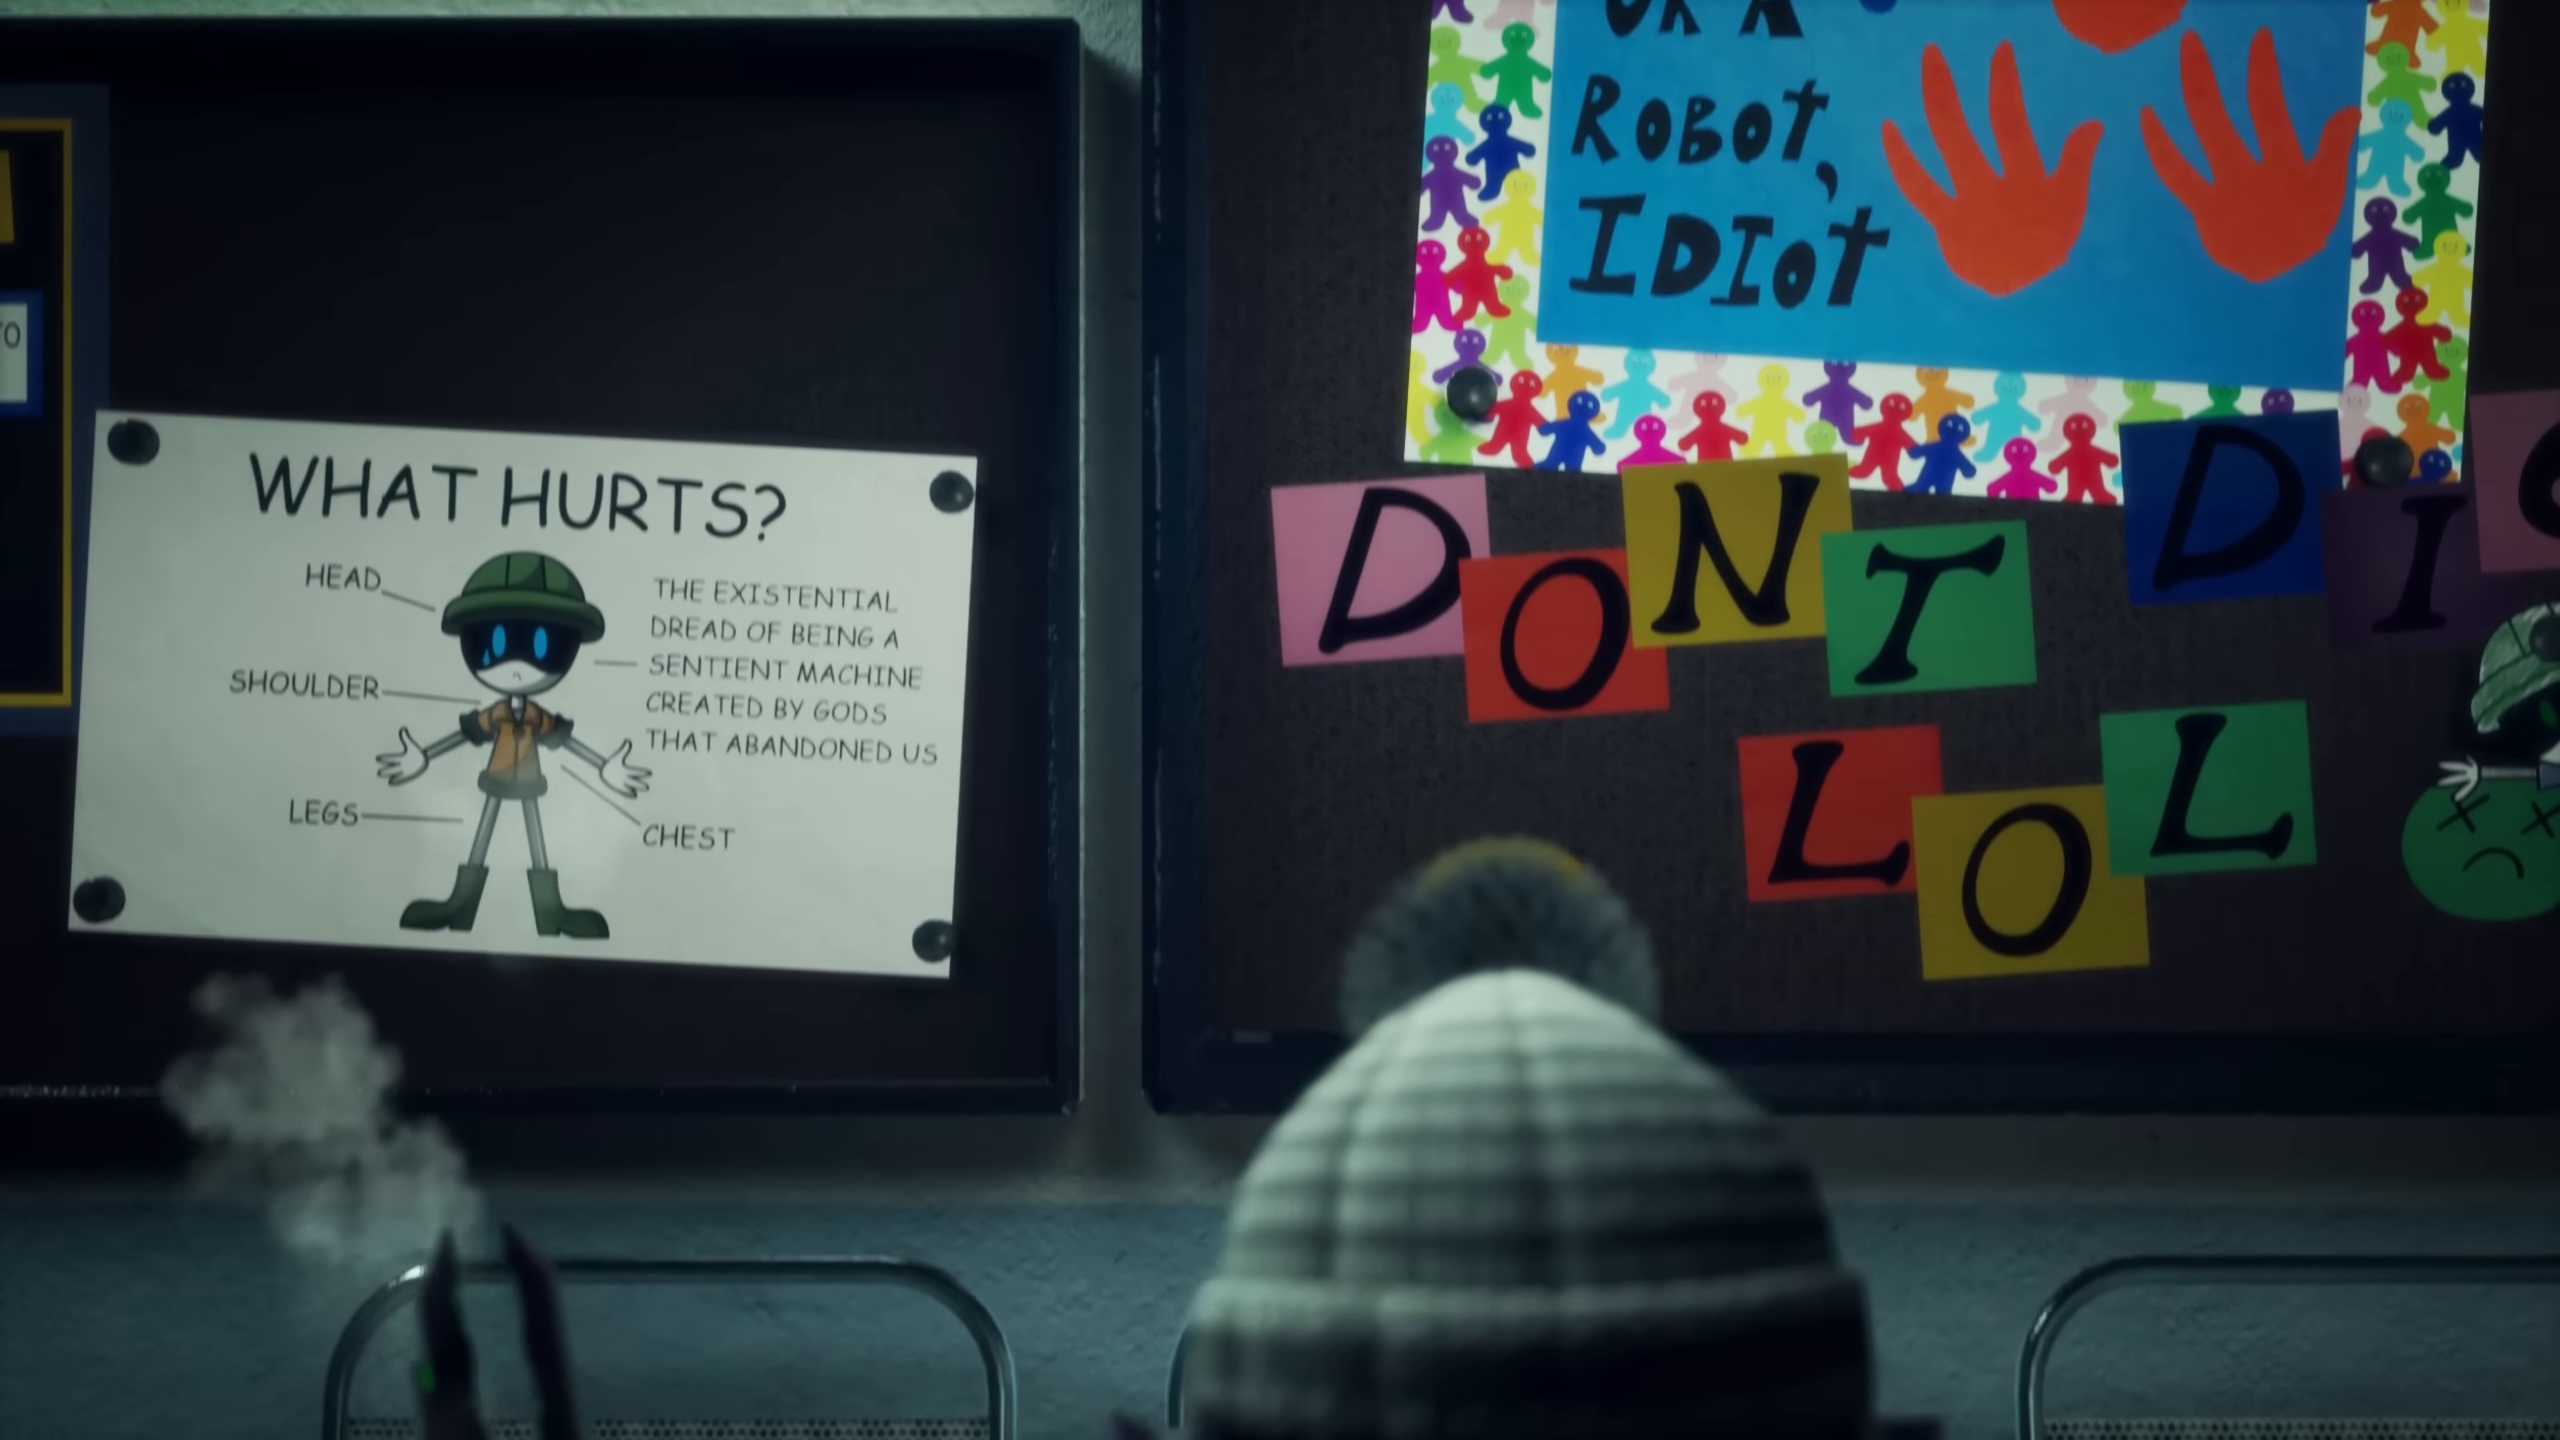 WHAT HURTS?
HEAD
THE EXISTENTIAL
DREAD OF BEING A
SENTIENT MACHINE
CREATED BY GODS
THAT ABANDONED US
SHOULDER
LEGS
CHEST
ROBOT,
IDIOT
DONT
LOL